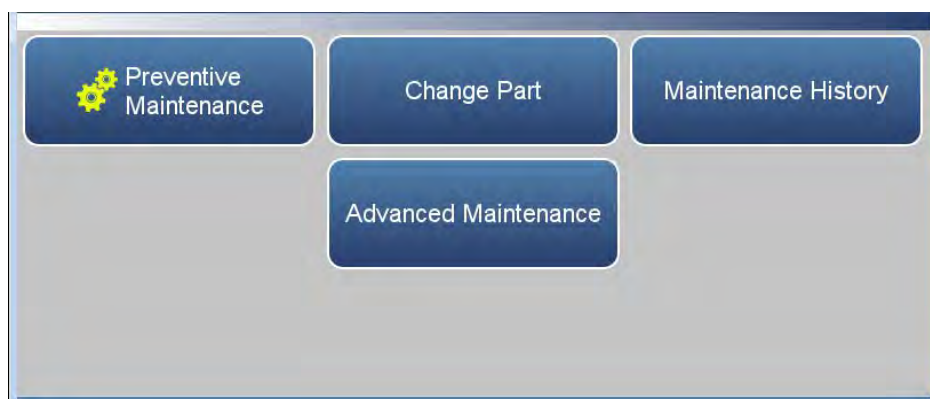 Preventive
Maintenance
Change Part
Maintenance History
Advanced Maintenance